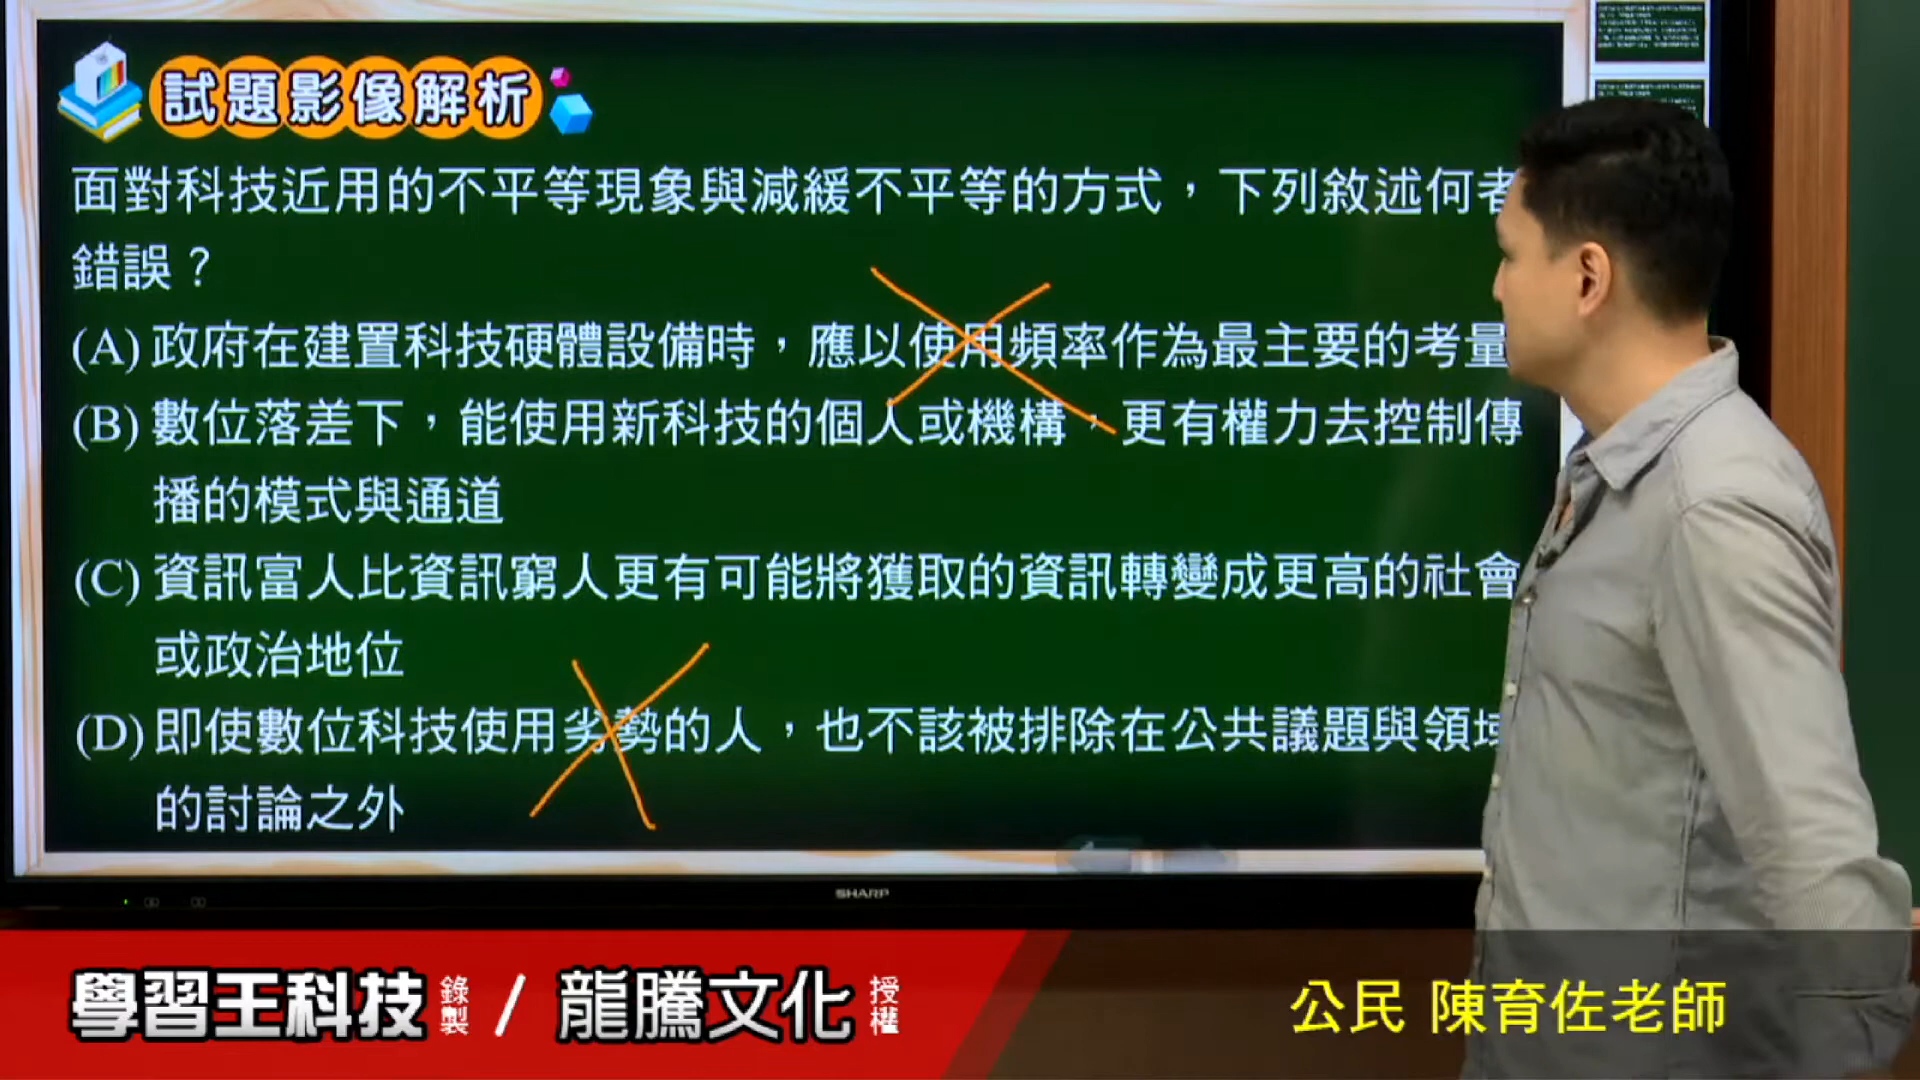 試題影像解析
面對科技近用的不平等現象與減緩不平等的方式，下列敘述何者
錯誤？
(A) 政府在建置科技硬體設備時，應以使用頻率作為最主要的考量
(B) 數位落差下，能使用新科技的個人或機構，更有權力去控制傳
播的模式與通道
(C) 資訊富人比資訊窮人更有可能將獲取的資訊轉變成更高的社會
或政治地位
(D) 即使數位科技使用劣勢的人，也不該被排除在公共議題與領域
的討論之外
SHARP
學習王科技 錄製 / 龍騰文化 授權
公民 陳育佐老師